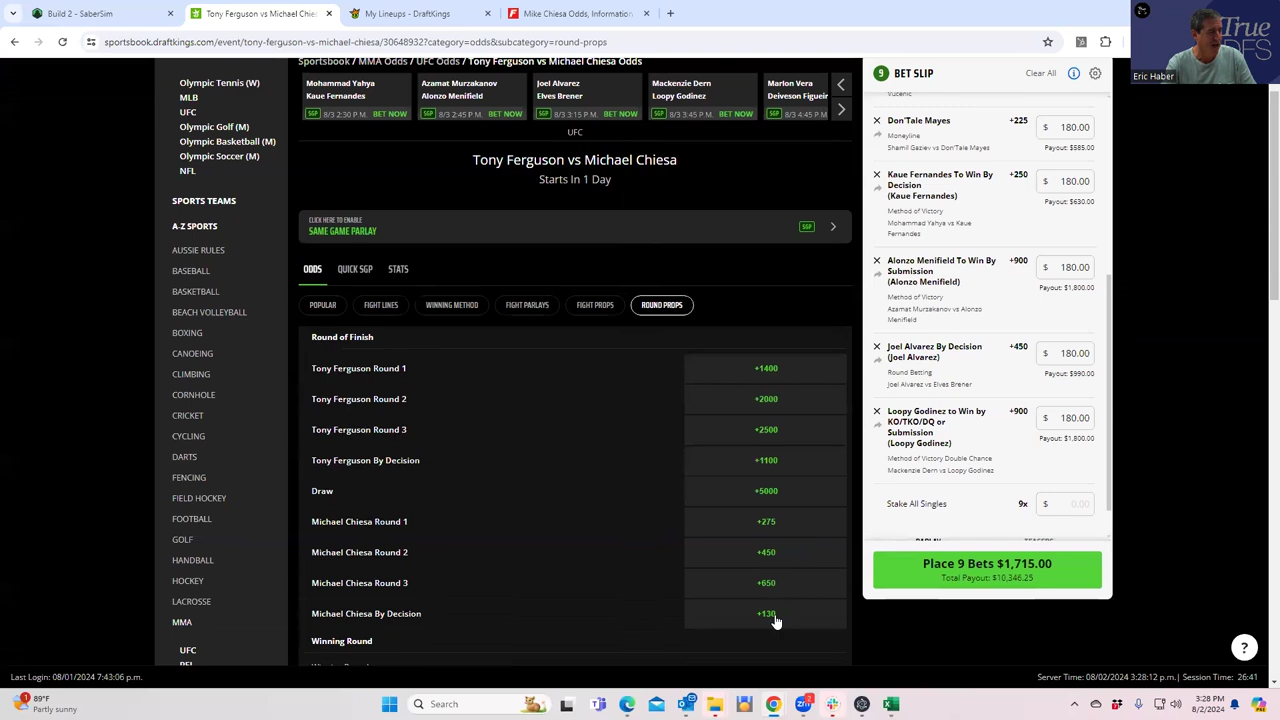 Build 2 - SaberSim
Tony Ferguson vs Michael Chies
My Lineups - DraftKings
Mike Chiesa Odds, Information
sportsbook.draftkings.com/event/tony-ferguson-vs-michael-chiesa/30648932?category=odds&subcategory=round-props
True
DFS
Eric Haber
Olympic Tennis (W)
MLB
UFC
Olympic Golf (M)
Olympic Basketball (M)
Olympic Soccer (M)
NFL
SPORTS TEAMS
A-Z SPORTS
AUSSIE RULES
BASEBALL
BASKETBALL
BEACH VOLLEYBALL
BOXING
CANOEING
CLIMBING
CORNHOLE
CRICKET
CYCLING
DARTS
FENCING
FIELD HOCKEY
FOOTBALL
GOLF
HANDBALL
HOCKEY
LACROSSE
MMA
UFC
Sportsbook / MMA Odds / UFC Odds / Tony Ferguson vs Michael Chiesa Odds
Mohammad Yahya
Kaue Fernandes
SGP 8/3 2:30 PM BET NOW
Azamat Murzakanov
Alonzo Menifield
SGP 8/3 2:45 PM BET NOW
Joel Alvarez
Elves Brener
SGP 8/3 3:15 PM BET NOW
Mackenzie Dern
Loopy Godinez
SGP 8/3 3:45 PM BET NOW
Marlon Vera
Deiveson Figueir
SGP 8/3 4:45 P
UFC
Tony Ferguson vs Michael Chiesa
Starts In 1 Day
CLICK HERE TO ENABLE
SAME GAME PARLAY
SGP
ODDS QUICK SGP STATS
POPULAR FIGHT LINES WINNING METHOD FIGHT PARLAYS FIGHT PROPS ROUND PROPS
Round of Finish
Tony Ferguson Round 1 +1400
Tony Ferguson Round 2 +2000
Tony Ferguson Round 3 +2500
Tony Ferguson By Decision +1100
Draw +5000
Michael Chiesa Round 1 +275
Michael Chiesa Round 2 +450
Michael Chiesa Round 3 +650
Michael Chiesa By Decision +130
Winning Round
9 BET SLIP Clear All
Vucenic
Don'Tale Mayes +225 $ 180.00
Moneyline
Shamil Gaziev vs Don'Tale Mayes Payout: $585.00
Kaue Fernandes To Win By +250 $ 180.00
Decision
(Kaue Fernandes) Payout: $630.00
Method of Victory
Mohammad Yahya vs Kaue
Fernandes
Alonzo Menifield To Win By +900 $ 180.00
Submission
(Alonzo Menifield) Payout: $1,800.00
Method of Victory
Azamat Murzakanov vs Alonzo
Menifield
Joel Alvarez By Decision +450 $ 180.00
(Joel Alvarez)
Round Betting Payout: $990.00
Joel Alvarez vs Elves Brener
Loopy Godinez to Win by +900 $ 180.00
KO/TKO/DQ or
Submission Payout: $1,800.00
(Loopy Godinez)
Method of Victory Double Chance
Mackenzie Dern vs Loopy Godinez
Stake All Singles 9x $ 0.00
Place 9 Bets $1,715.00
Total Payout: $10,346.25
?
Last Login: 08/01/2024 7:43:06 p.m.
Server Time: 08/02/2024 3:28:12 p.m. | Session Time: 26:41
89°F
Partly sunny
Search
3:28 PM
8/2/2024